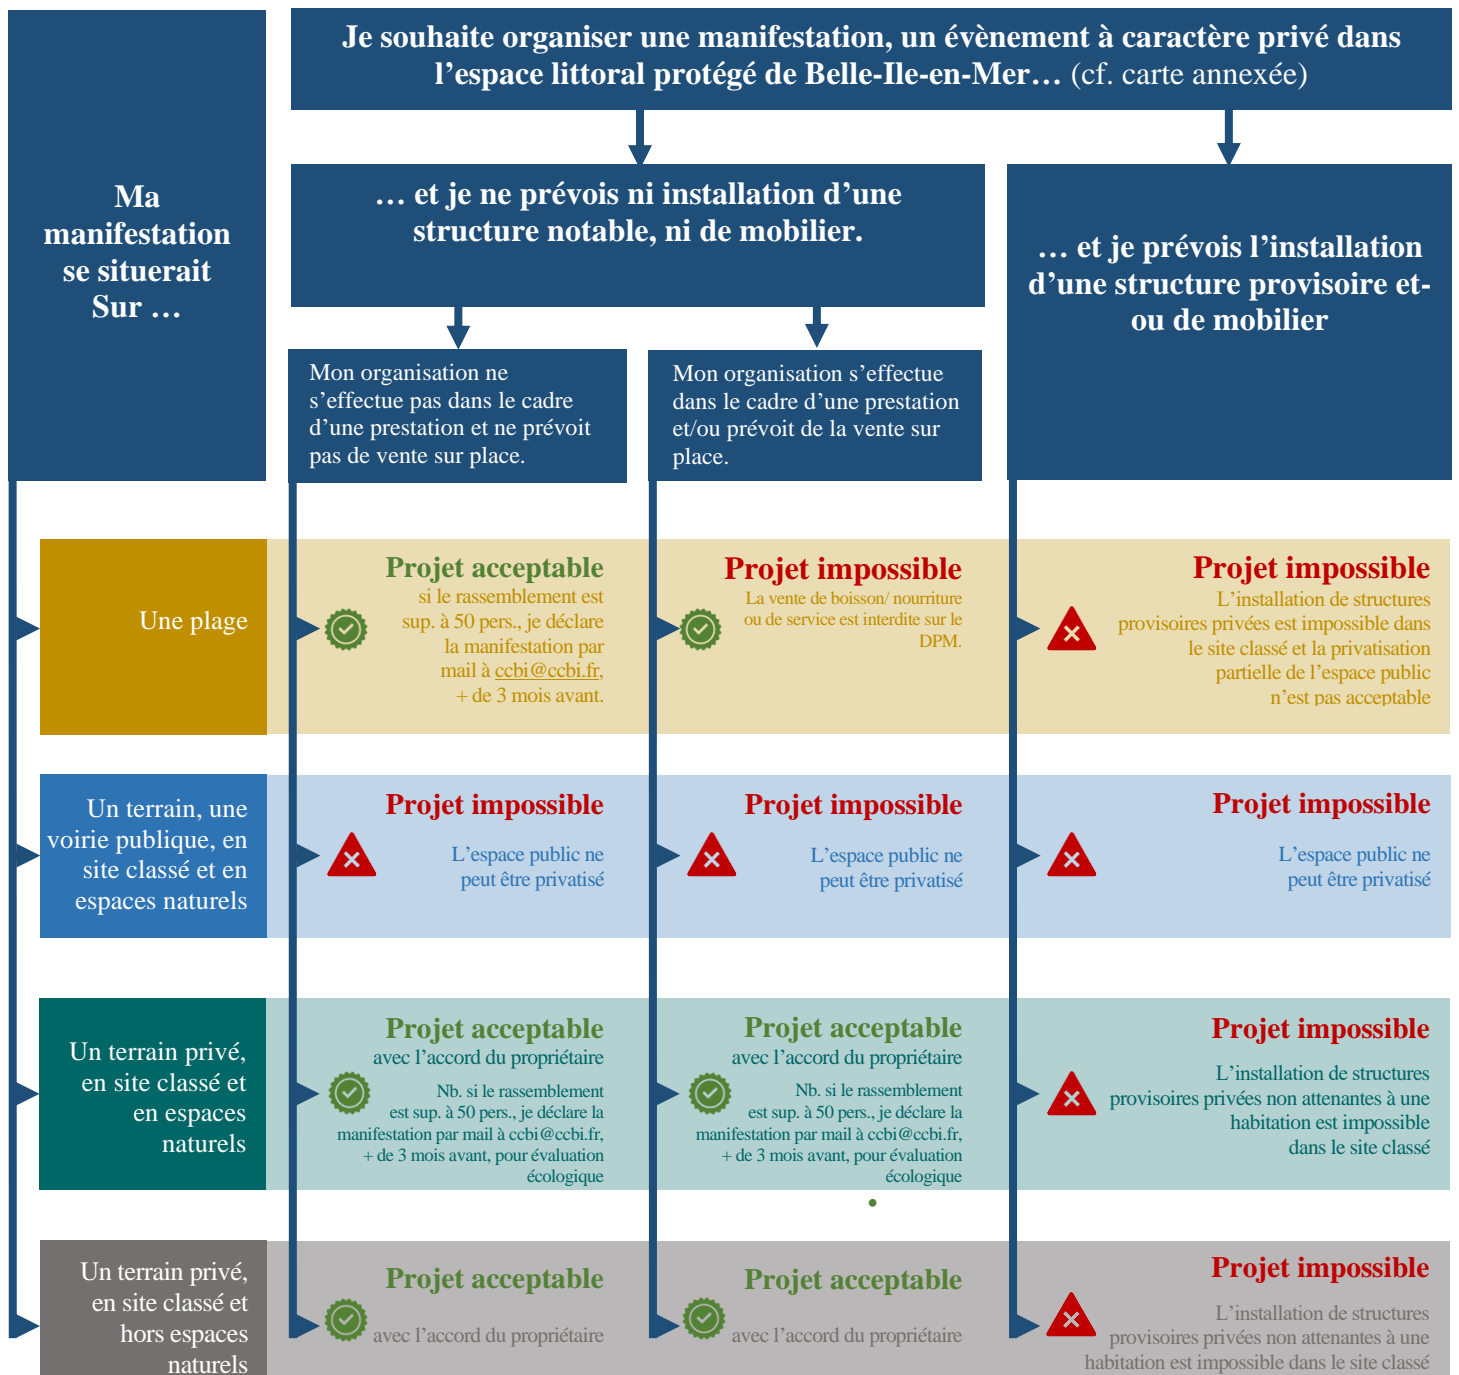 Je souhaite organiser une manifestation, un évènement à caractère privé dans
l’espace littoral protégé de Belle-Ile-en-Mer… (cf. carte annexée)
Ma
manifestation
se situerait
Sur …
… et je ne prévois ni installation d’une
structure notable, ni de mobilier.
… et je prévois l’installation
d’une structure provisoire et-
ou de mobilier
Mon organisation ne
s’effectue pas dans le cadre
d’une prestation et ne prévoit
pas de vente sur place.
Mon organisation s’effectue
dans le cadre d’une prestation
et/ou prévoit de la vente sur
place.
Une plage
Projet acceptable
si le rassemblement est
sup. à 50 pers., je déclare
la manifestation par
mail à ccbi@ccbi.fr,
+ de 3 mois avant.
Projet impossible
La vente de boisson/ nourriture
ou de service est interdite sur le
DPM.
Projet impossible
L’installation de structures
provisoires privées est impossible dans
le site classé et la privatisation
partielle de l’espace public
n’est pas acceptable
Un terrain, une
voirie publique, en
site classé et en
espaces naturels
Projet impossible
L’espace public ne
peut être privatisé
Projet impossible
L’espace public ne
peut être privatisé
Projet impossible
L’espace public ne
peut être privatisé
Un terrain privé,
en site classé et
en espaces
naturels
Projet acceptable
avec l’accord du propriétaire
Nb. si le rassemblement
est sup. à 50 pers., je déclare la
manifestation par mail à ccbi@ccbi.fr,
+ de 3 mois avant, pour évaluation
écologique
Projet acceptable
avec l’accord du propriétaire
Nb. si le rassemblement
est sup. à 50 pers., je déclare la
manifestation par mail à ccbi@ccbi.fr,
+ de 3 mois avant, pour évaluation
écologique
•
Projet impossible
L’installation de structures
provisoires privées non attenantes à une
habitation est impossible
dans le site classé
Un terrain privé,
en site classé et
hors espaces
naturels
Projet acceptable
avec l’accord du propriétaire
Projet acceptable
avec l’accord du propriétaire
Projet impossible
L’installation de structures
provisoires privées non attenantes à une
habitation est impossible dans le site classé